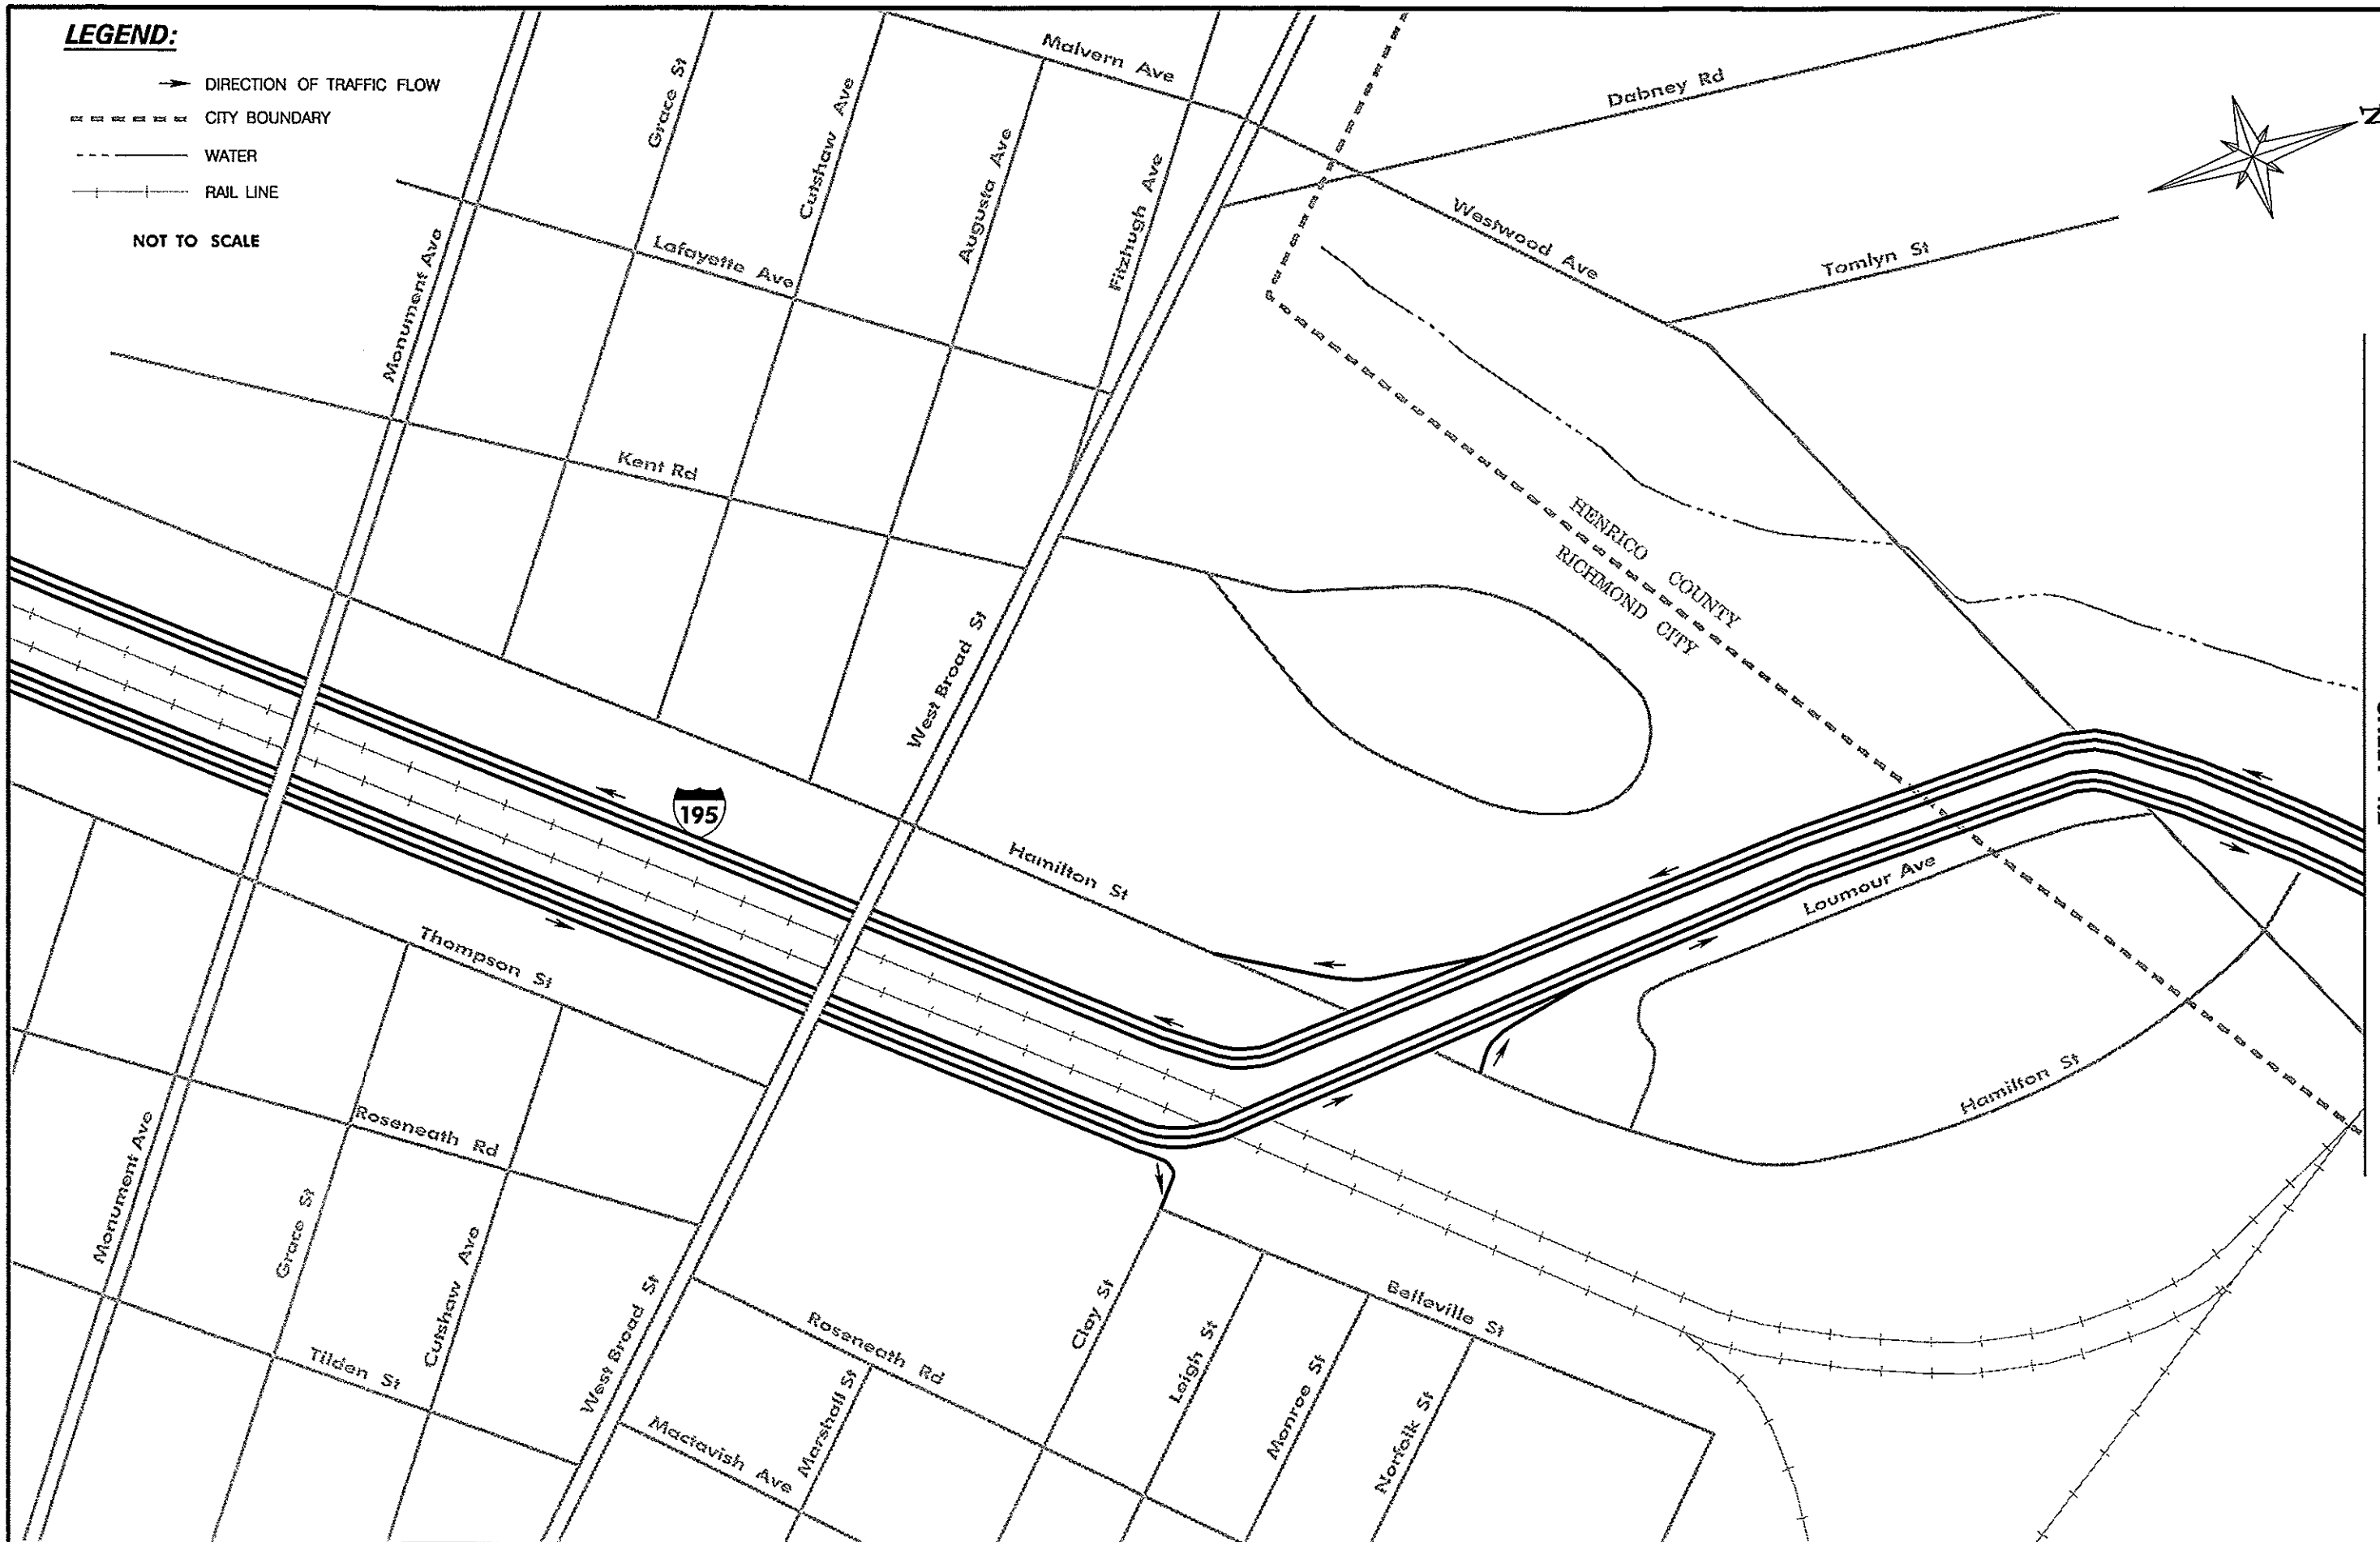 LEGEND:
DIRECTION OF TRAFFIC FLOW
CITY BOUNDARY
WATER
RAIL LINE
NOT TO SCALE
Malvern Ave
Grace St
Cutshaw Ave
Augusta Ave
Fitzhugh Ave
Dabney Rd
N
Monument Ave
Lafayette Ave
Westwood Ave
Tomlyn St
Kent Rd
HENRICO COUNTY
RICHMOND CITY
West Broad St
195
Hamilton St
Loumour Ave
Thompson St
Hamilton St
Monument Ave
Roseneath Rd
Grace St
Cutshaw Ave
Tilden St
West Broad St
Roseneath Rd
Marshall St
Mactavish Ave
Clay St
Leigh St
Monroe St
Norfolk St
Belleville St